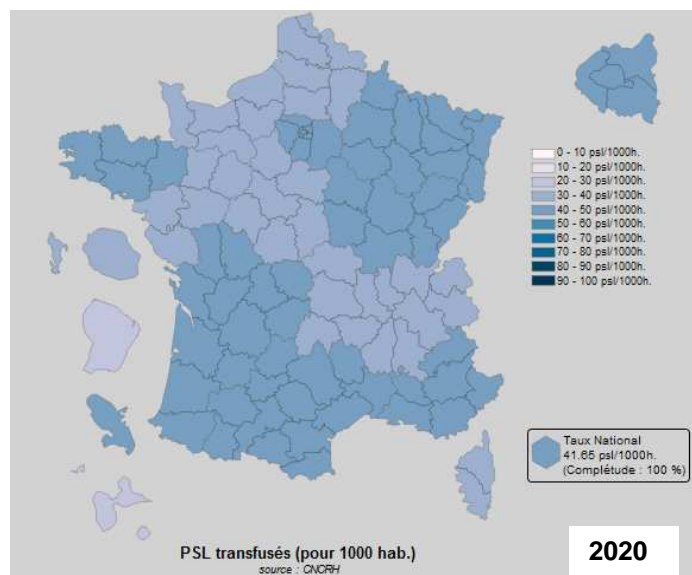 0 - 10 psl/1000h.
10 - 20 psl/1000h.
20 - 30 psl/1000h.
30 - 40 psl/1000h.
40 - 50 psl/1000h.
50 - 60 psl/1000h.
60 - 70 psl/1000h.
70 - 80 psl/1000h.
80 - 90 psl/1000h.
90 - 100 psl/1000h.
Taux National
41.65 psl/1000h.
(Complétude : 100 %)
PSL transfusés (pour 1000 hab.)
source : CNCRH
2020